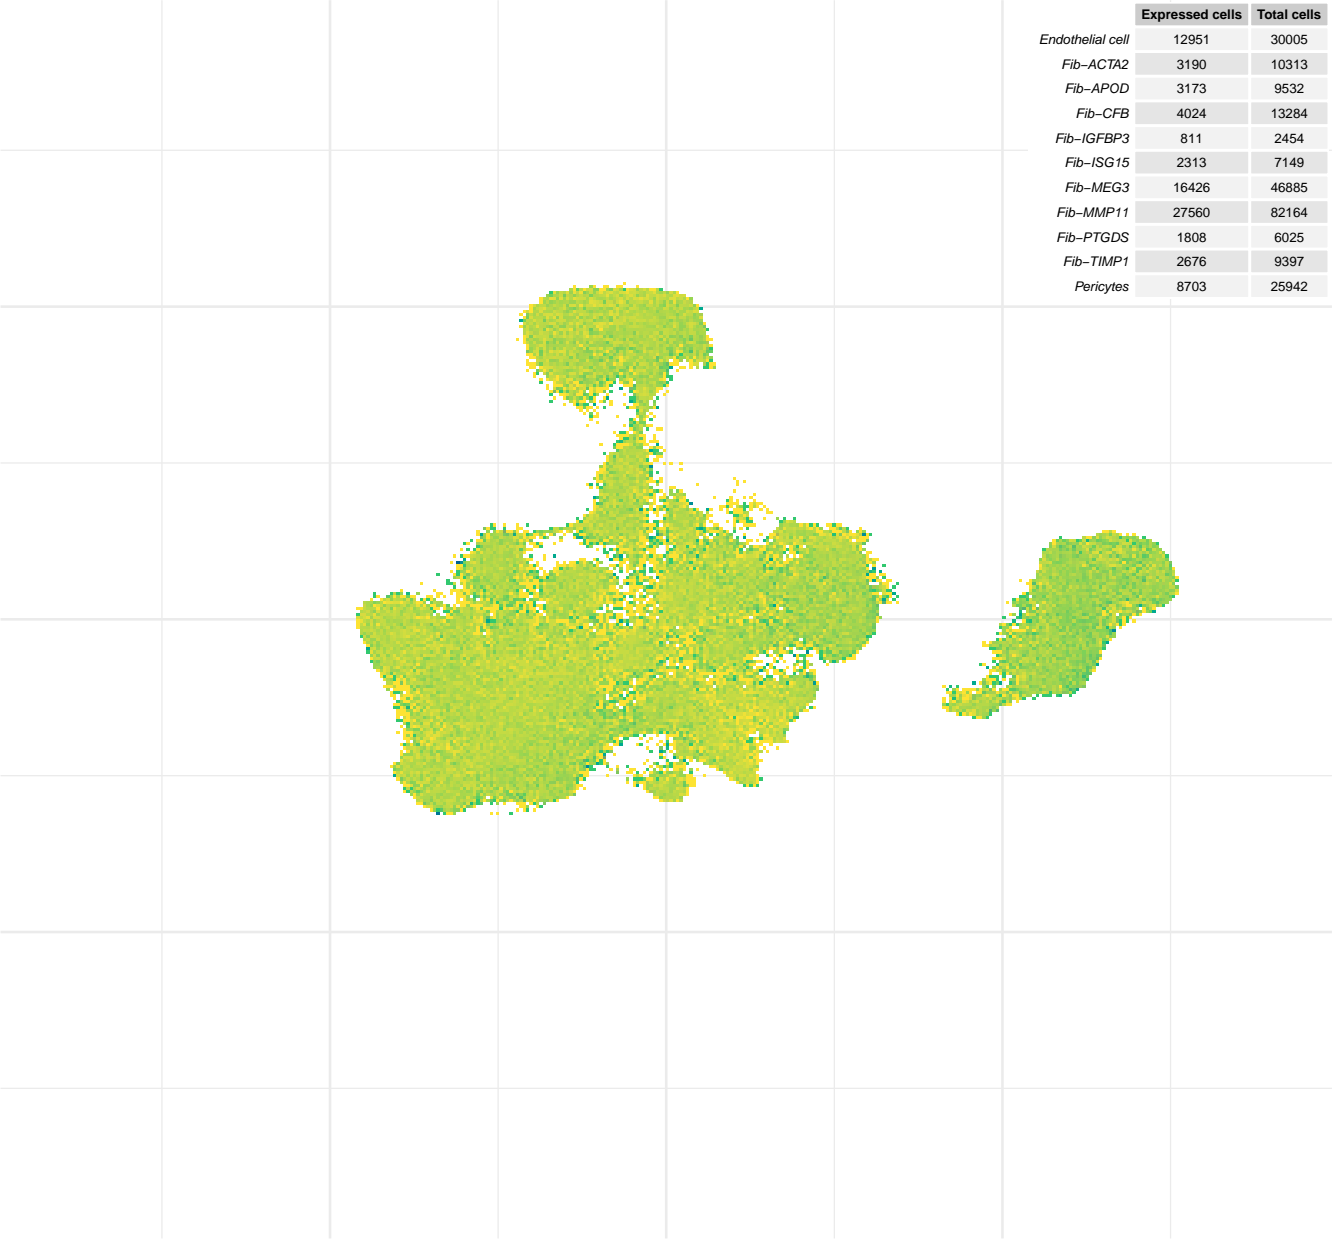 Expressed cells Total cells
Endothelial cell 12951 30005
Fib−ACTA2 3190 10313
Fib−APOD 3173 9532
Fib−CFB 4024 13284
Fib−IGFBP3 811 2454
Fib−ISG15 2313 7149
Fib−MEG3 16426 46885
Fib−MMP11 27560 82164
Fib−PTGDS 1808 6025
Fib−TIMP1 2676 9397
Pericytes 8703 25942